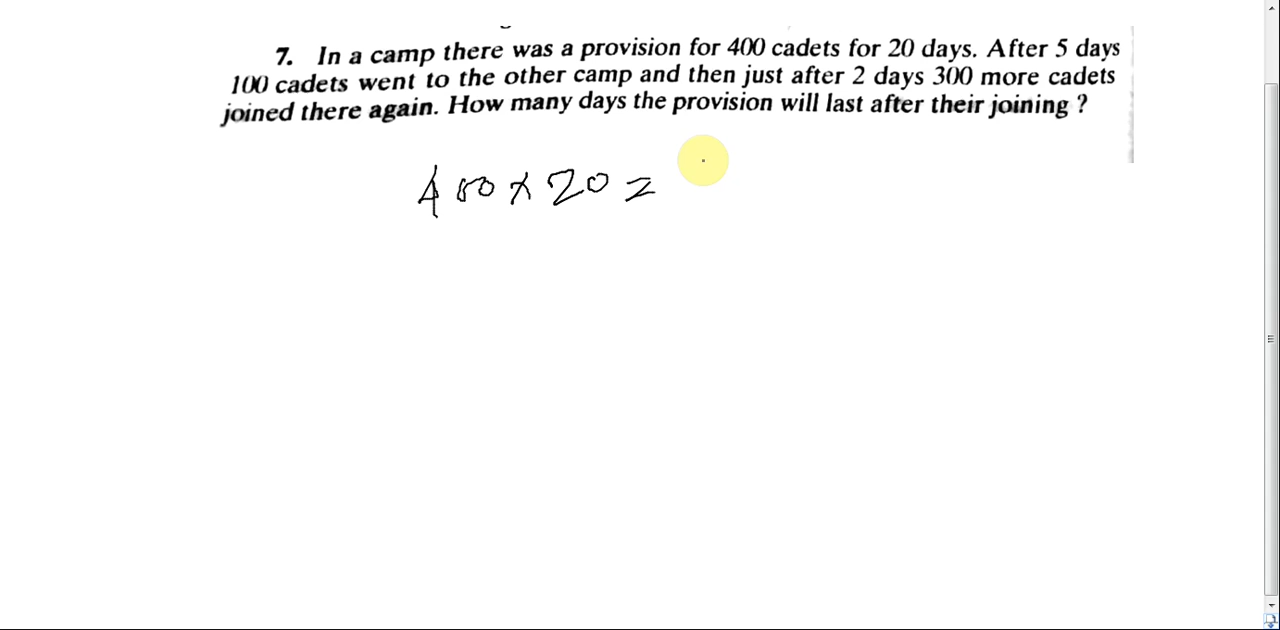 7. In a camp there was a provision for 400 cadets for 20 days. After 5 days
100 cadets went to the other camp and then just after 2 days 300 more cadets
joined there again. How many days the provision will last after their joining ?
400 x 20 =